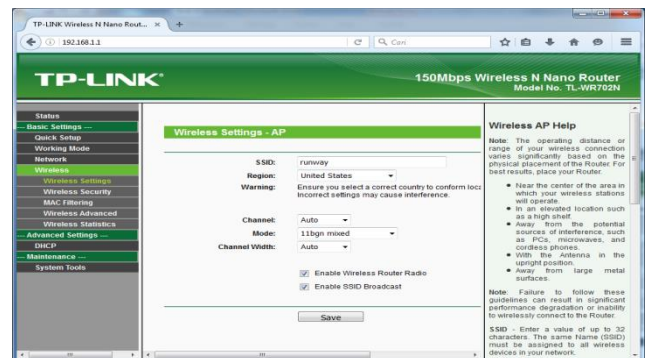 TP-LINK Wireless N Nano Rout... × +
192.168.1.1
Cari
TP-LINK®
150Mbps Wireless N Nano Router
Model No. TL-WR702N
Status
--- Basic Settings ---
Quick Setup
Working Mode
Network
Wireless
Wireless Settings
Wireless Security
MAC Filtering
Wireless Advanced
Wireless Statistics
--- Advanced Settings ---
DHCP
--- Maintenance ---
System Tools
Wireless Settings - AP
SSID: runway
Region: United States
Warning: Ensure you select a correct country to conform loca
Incorrect settings may cause interference.
Channel: Auto
Mode: 11bgn mixed
Channel Width: Auto
Enable Wireless Router Radio
Enable SSID Broadcast
Save
Wireless AP Help
Note: The operating distance or
range of your wireless connection
varies significantly based on the
physical placement of the Router. For
best results, place your Router.
Near the center of the area in
which your wireless stations
will operate.
In an elevated location such
as a high shelf.
Away from the potential
sources of interference, such
as PCs, microwaves, and
cordless phones.
With the Antenna in the
upright position.
Away from large metal
surfaces.
Note: Failure to follow these
guidelines can result in significant
performance degradation or inability
to wirelessly connect to the Router.
SSID - Enter a value of up to 32
characters. The same Name (SSID)
must be assigned to all wireless
devices in your network.